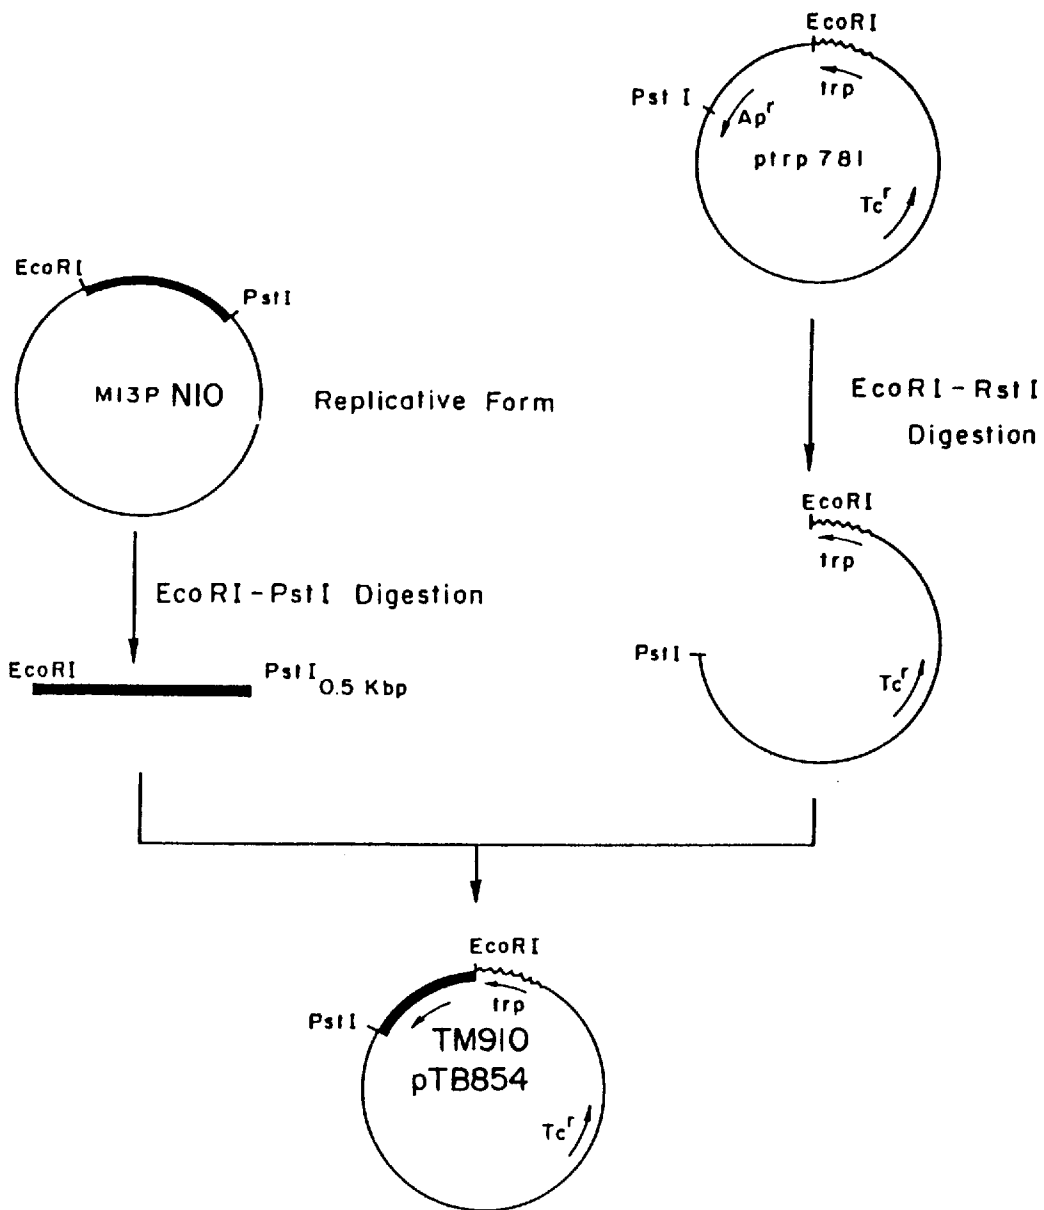 EcoRI
trp
Pst I
Apr
ptrp 781
Tcr
EcoRI
PstI
M13P N10
Replicative Form
EcoRI-RstI
Digestion
EcoRI
trp
EcoRI-PstI Digestion
PstI
EcoRI
PstI
0.5 Kbp
Tcr
EcoRI
trp
PstI
TM910
pTB854
Tcr